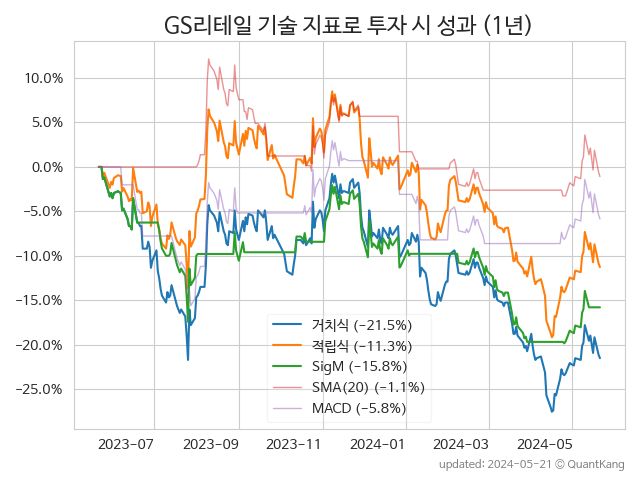 GS리테일 기술 지표로 투자 시 성과 (1년)
10.0%
5.0%
0.0%
−5.0%
−10.0%
−15.0%
−20.0%
−25.0%
거치식 (−21.5%)
적립식 (−11.3%)
SigM (−15.8%)
SMA(20) (−1.1%)
MACD (−5.8%)
2023−07 2023−09 2023−11 2024−01 2024−03 2024−05
updated: 2024−05−21 ⓒ QuantKang